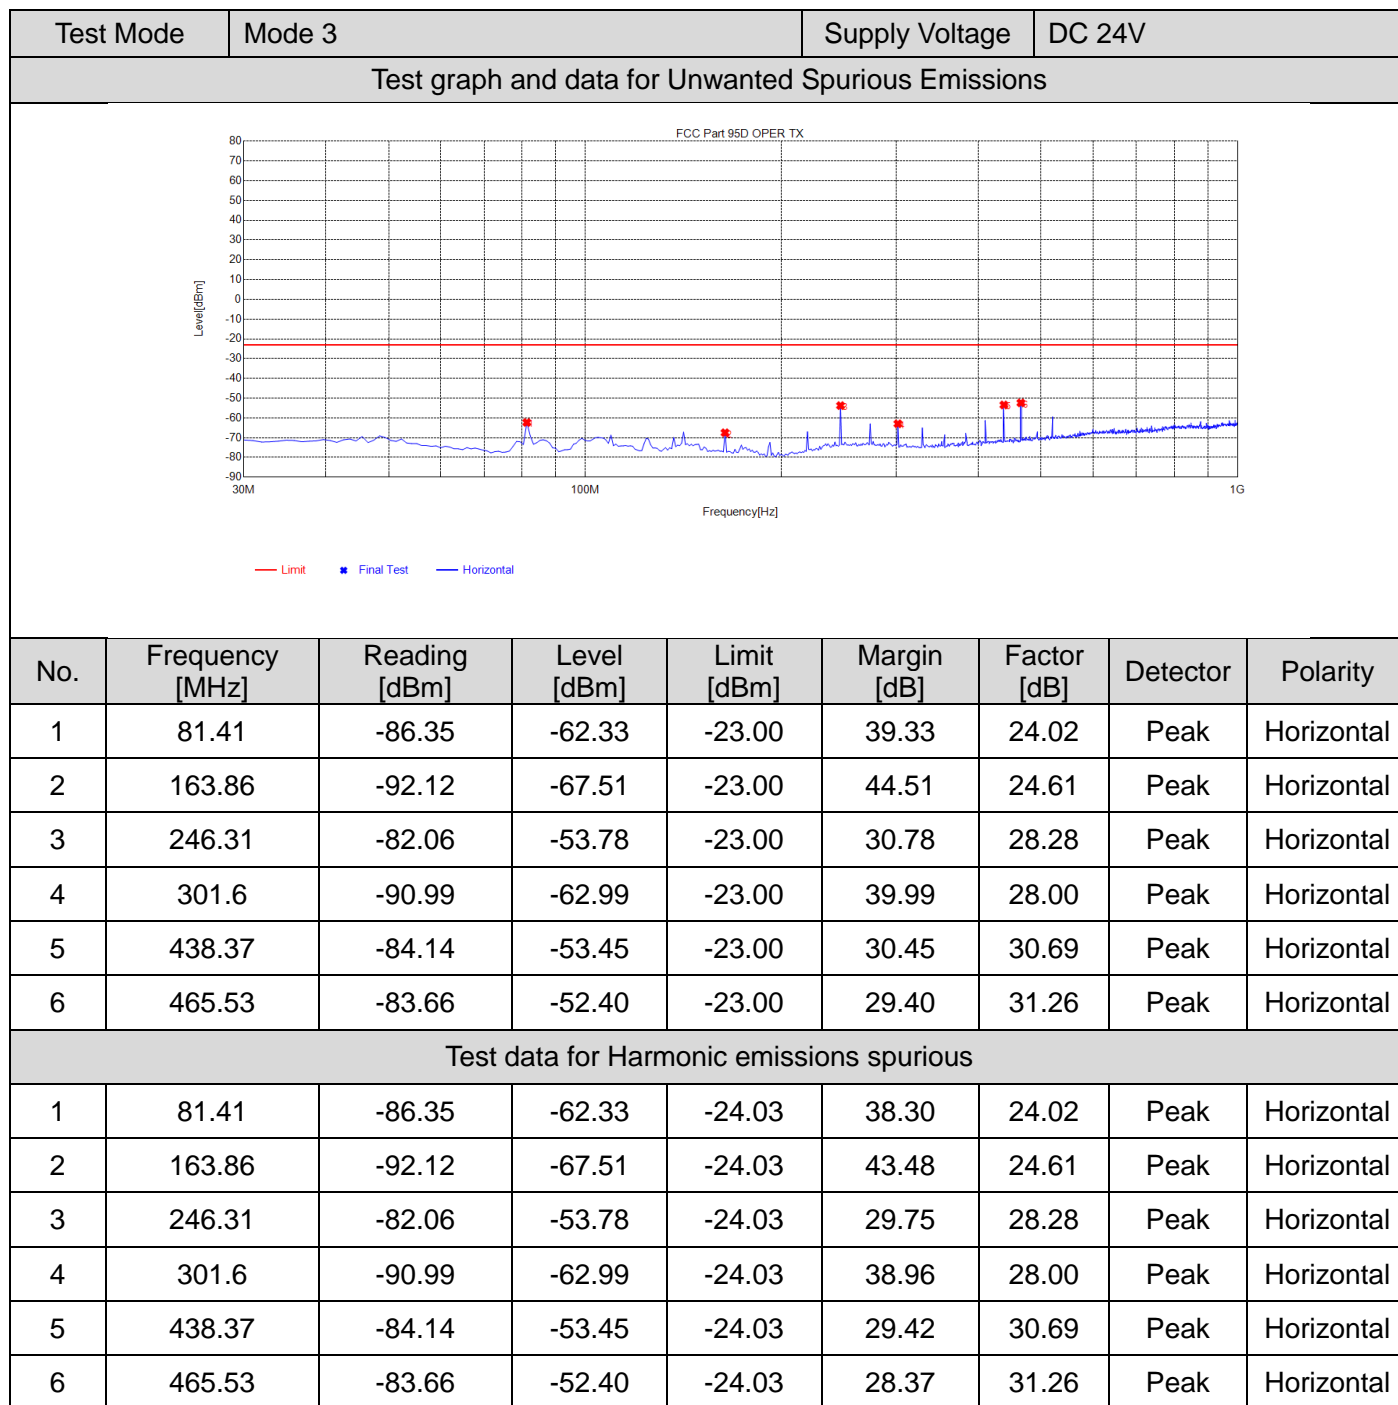 Test Mode Mode 3 Supply Voltage DC 24V
Test graph and data for Unwanted Spurious Emissions
FCC Part 95D OPER TX
80
70
60
50
40
30
20
10
0
-10
-20
-30
-40
-50
-60
-70
-80
-90
Level[dBm]
30M 100M 1G
Frequency[Hz]
Limit Final Test Horizontal
No. Frequency [MHz] Reading [dBm] Level [dBm] Limit [dBm] Margin [dB] Factor [dB] Detector Polarity
1 81.41 -86.35 -62.33 -23.00 39.33 24.02 Peak Horizontal
2 163.86 -92.12 -67.51 -23.00 44.51 24.61 Peak Horizontal
3 246.31 -82.06 -53.78 -23.00 30.78 28.28 Peak Horizontal
4 301.6 -90.99 -62.99 -23.00 39.99 28.00 Peak Horizontal
5 438.37 -84.14 -53.45 -23.00 30.45 30.69 Peak Horizontal
6 465.53 -83.66 -52.40 -23.00 29.40 31.26 Peak Horizontal
Test data for Harmonic emissions spurious
1 81.41 -86.35 -62.33 -24.03 38.30 24.02 Peak Horizontal
2 163.86 -92.12 -67.51 -24.03 43.48 24.61 Peak Horizontal
3 246.31 -82.06 -53.78 -24.03 29.75 28.28 Peak Horizontal
4 301.6 -90.99 -62.99 -24.03 38.96 28.00 Peak Horizontal
5 438.37 -84.14 -53.45 -24.03 29.42 30.69 Peak Horizontal
6 465.53 -83.66 -52.40 -24.03 28.37 31.26 Peak Horizontal